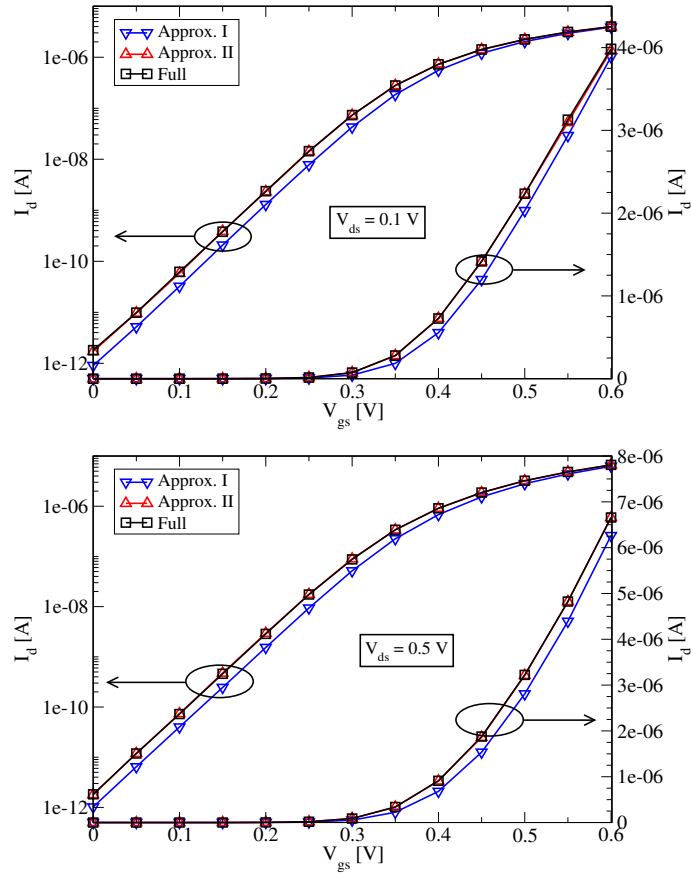 Approx. I
Approx. II
Full
1e-06
1e-08
1e-10
1e-12
I_d [A]
4e-06
3e-06
2e-06
1e-06
0
I_d [A]
V_ds = 0.1 V
0 0.1 0.2 0.3 0.4 0.5 0.6
V_gs [V]
Approx. I
Approx. II
Full
1e-06
1e-08
1e-10
1e-12
I_d [A]
8e-06
7e-06
6e-06
5e-06
4e-06
3e-06
2e-06
1e-06
0
I_d [A]
V_ds = 0.5 V
0 0.1 0.2 0.3 0.4 0.5 0.6
V_gs [V]